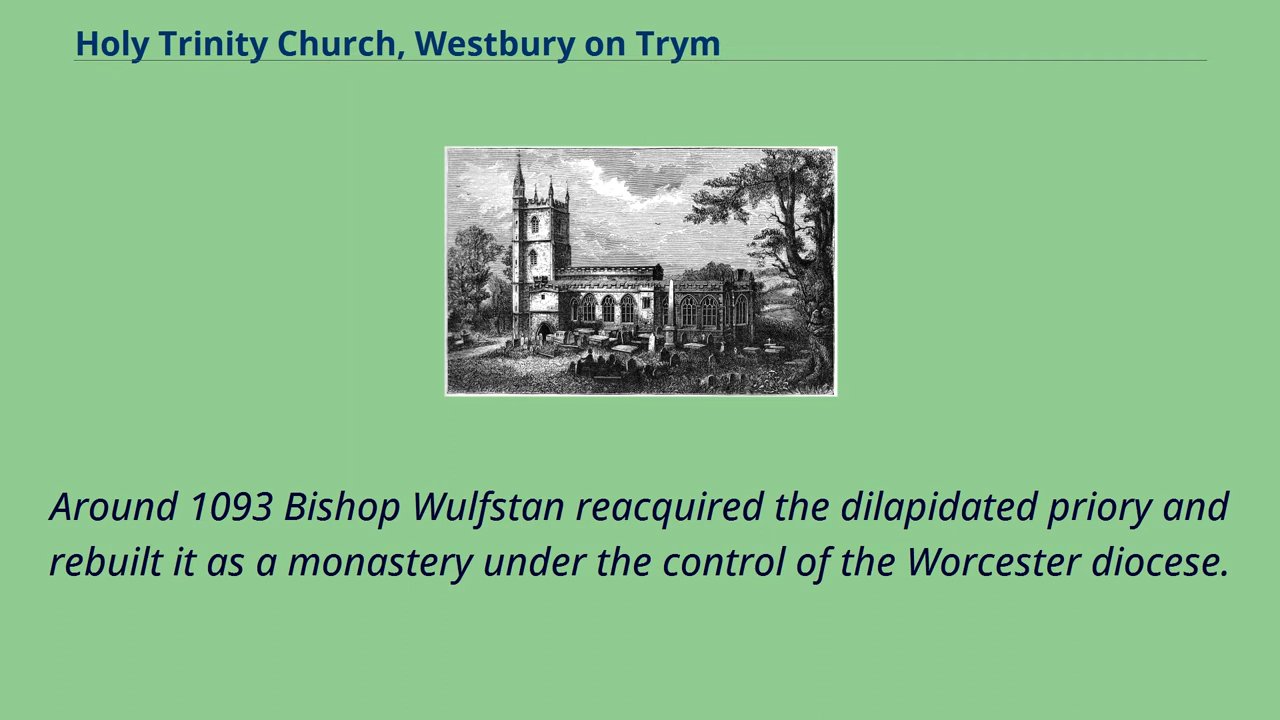 Holy Trinity Church, Westbury on Trym
Around 1093 Bishop Wulfstan reacquired the dilapidated priory and
rebuilt it as a monastery under the control of the Worcester diocese.